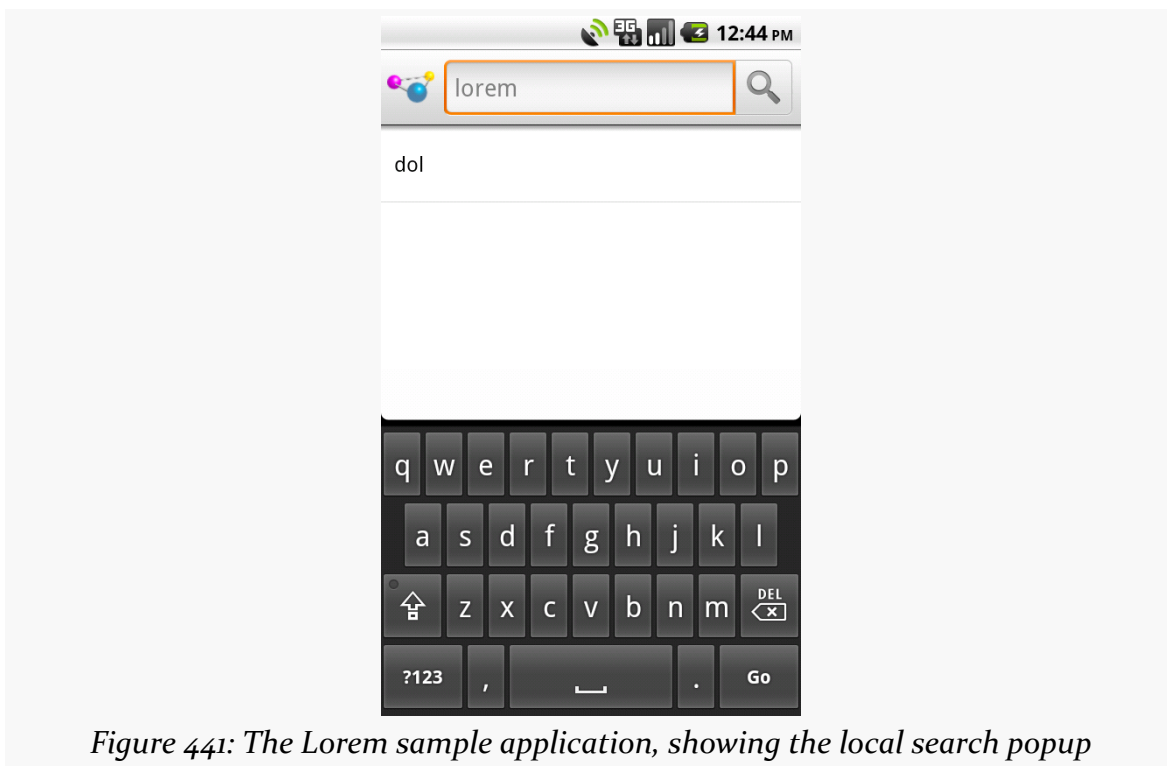 3G 12:44 PM
lorem
dol
q w e r t y u i o p
a s d f g h j k l
z x c v b n m DEL
?123 , . Go
Figure 441: The Lorem sample application, showing the local search popup